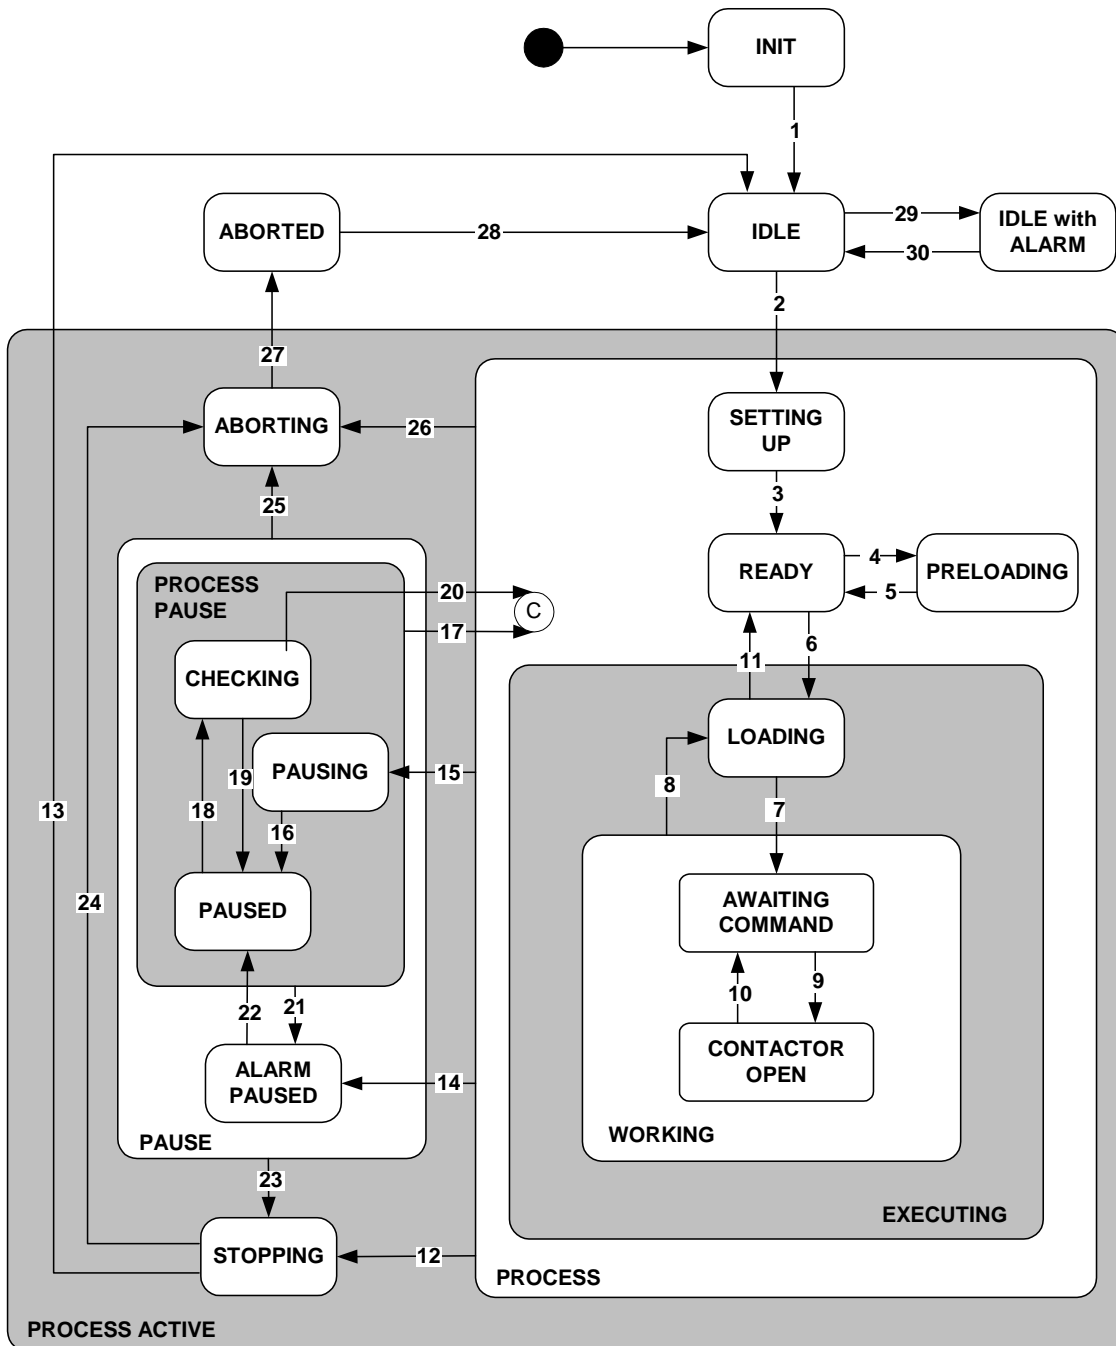 INIT
1
ABORTED
28
IDLE
29
30
IDLE with
ALARM
2
27
ABORTING
26
SETTING
UP
25
3
READY
4
5
PRELOADING
PROCESS
PAUSE
20
17
C
11
6
CHECKING
LOADING
19
18
PAUSING
15
16
8
7
13
24
PAUSED
AWAITING
COMMAND
22
21
10
9
ALARM
PAUSED
14
CONTACTOR
OPEN
PAUSE
WORKING
23
EXECUTING
STOPPING
12
PROCESS
PROCESS ACTIVE